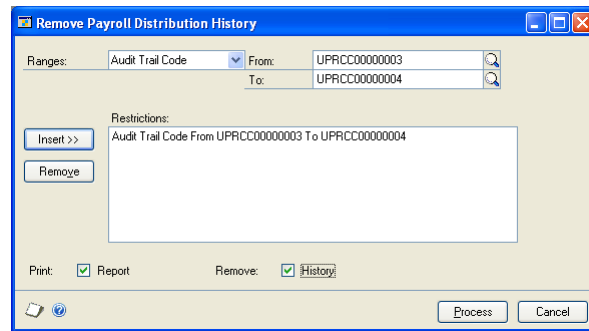 Remove Payroll Distribution History
Ranges: Audit Trail Code From: UPRCC00000003
To: UPRCC00000004
Restrictions:
Insert >> Audit Trail Code From UPRCC00000003 To UPRCC00000004
Remove
Print: Report Remove: History
Process Cancel